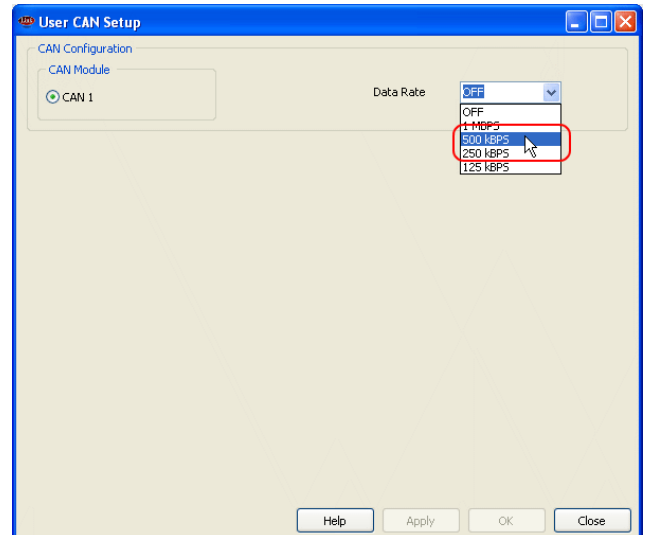 User CAN Setup
CAN Configuration
CAN Module
CAN 1
Data Rate
OFF
OFF
1 MBPS
500 kBPS
250 kBPS
125 kBPS
Help
Apply
OK
Close